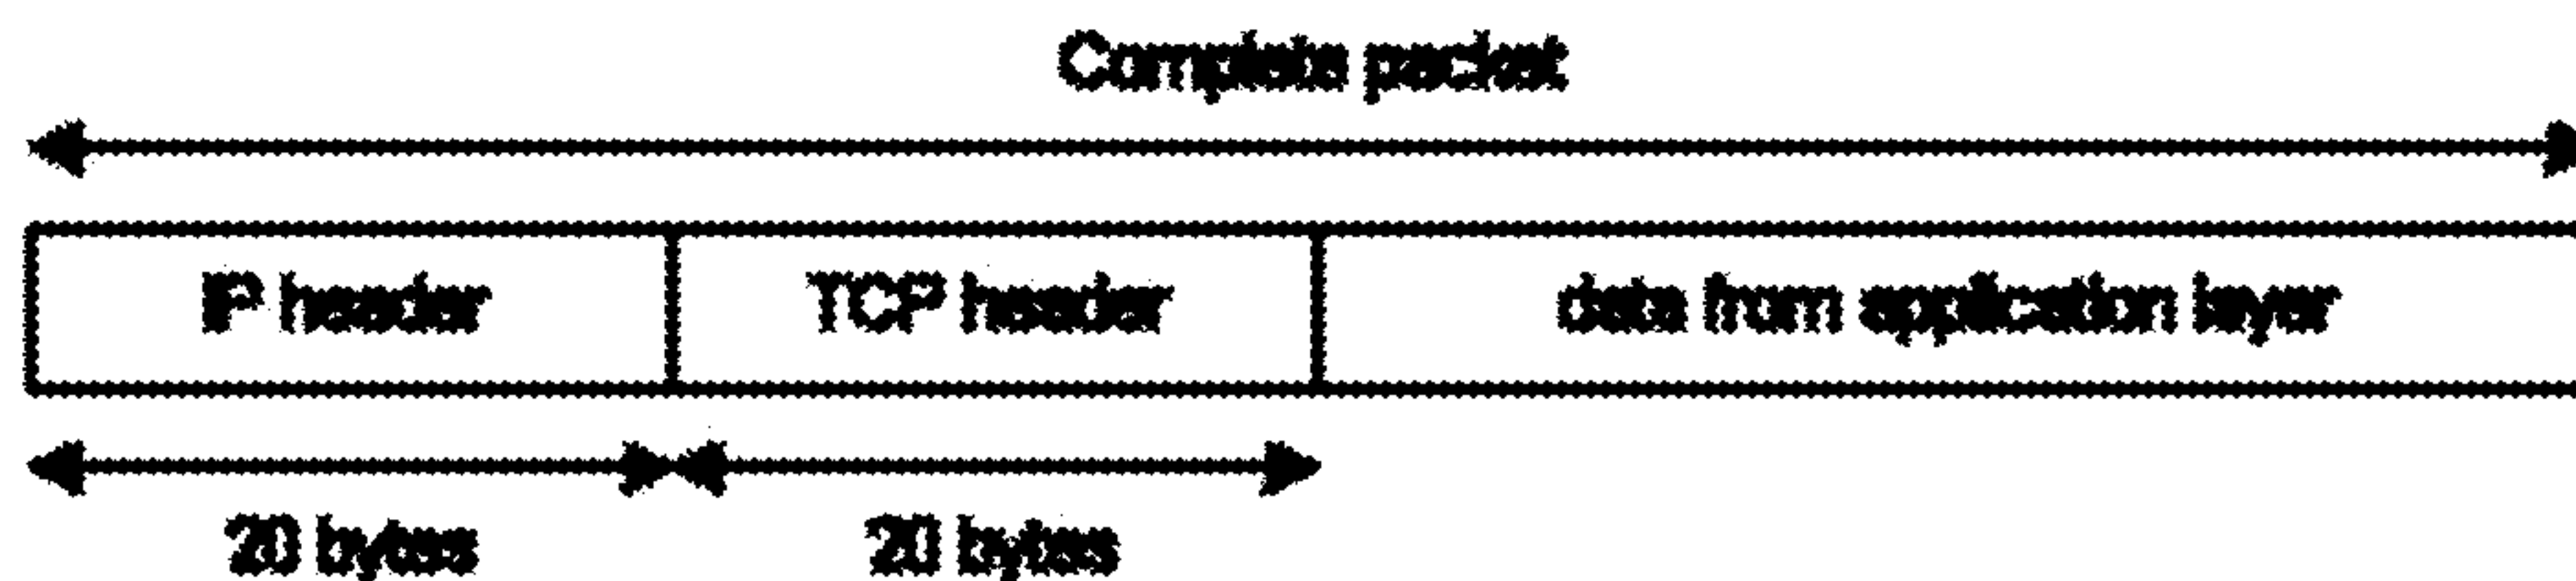 Complete packet
IP header
TCP header
data from application layer
20 bytes
20 bytes